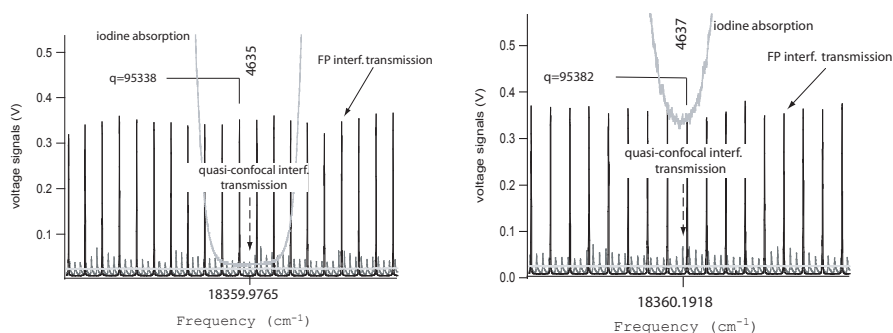 iodine absorption
4635
FP interf. transmission
q=95338
quasi-confocal interf.
transmission
voltage signals (V)
0.5
0.4
0.3
0.2
0.1
18359.9765
Frequency (cm⁻¹)
4637
iodine absorption
FP interf. transmission
q=95382
quasi-confocal interf.
transmission
voltage signals (V)
0.5
0.4
0.3
0.2
0.1
0.0
18360.1918
Frequency (cm⁻¹)